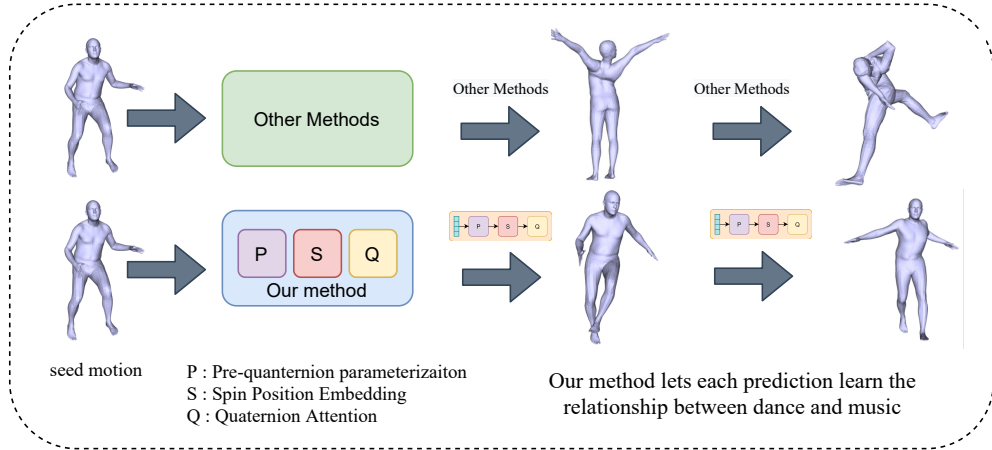 Other Methods
Other Methods
Other Methods
P
S
Q
Our method
P
S
Q
P
S
Q
seed motion
P : Pre-quanternion parameterizaiton
S : Spin Position Embedding
Q : Quaternion Attention
Our method lets each prediction learn the
relationship between dance and music